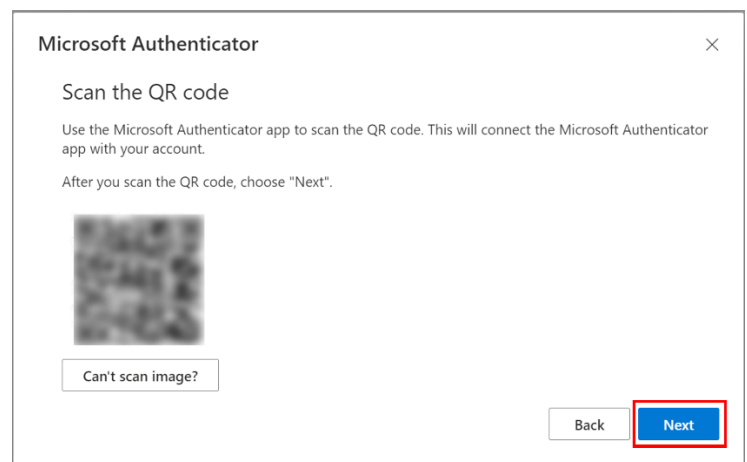 Microsoft Authenticator
Scan the QR code
Use the Microsoft Authenticator app to scan the QR code. This will connect the Microsoft Authenticator
app with your account.
After you scan the QR code, choose "Next".
Can't scan image?
Back
Next